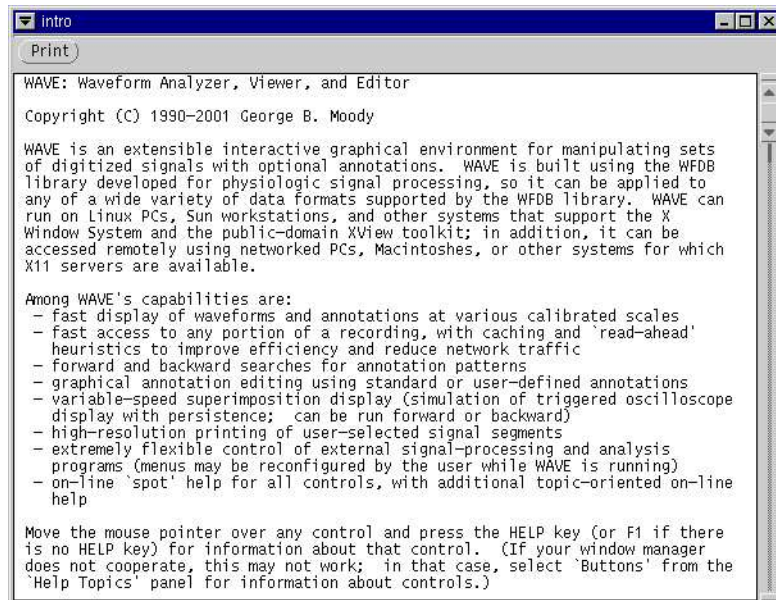 intro
Print
WAVE: Waveform Analyzer, Viewer, and Editor
Copyright (C) 1990-2001 George B. Moody
WAVE is an extensible interactive graphical environment for manipulating sets
of digitized signals with optional annotations.  WAVE is built using the WFDB
library developed for physiologic signal processing, so it can be applied to
any of a wide variety of data formats supported by the WFDB library.  WAVE can
run on Linux PCs, Sun workstations, and other systems that support the X
Window System and the public-domain XView toolkit; in addition, it can be
accessed remotely using networked PCs, Macintoshes, or other systems for which
X11 servers are available.
Among WAVE's capabilities are:
- fast display of waveforms and annotations at various calibrated scales
- fast access to any portion of a recording, with caching and `read-ahead'
heuristics to improve efficiency and reduce network traffic
- forward and backward searches for annotation patterns
- graphical annotation editing using standard or user-defined annotations
- variable-speed superimposition display (simulation of triggered oscilloscope
display with persistence;  can be run forward or backward)
- high-resolution printing of user-selected signal segments
- extremely flexible control of external signal-processing and analysis
programs (menus may be reconfigured by the user while WAVE is running)
- on-line `spot' help for all controls, with additional topic-oriented on-line
help
Move the mouse pointer over any control and press the HELP key (or F1 if there
is no HELP key) for information about that control.  (If your window manager
does not cooperate, this may not work;  in that case, select `Buttons' from the
`Help Topics' panel for information about controls.)